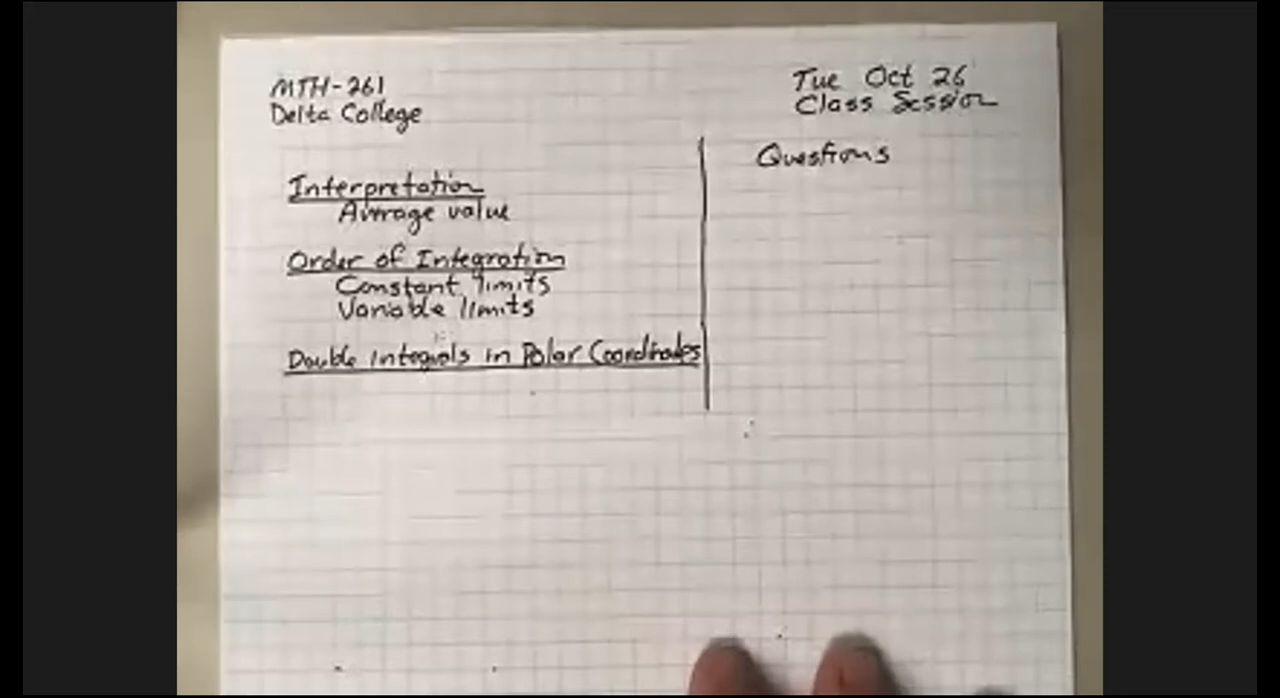 MTH-261
Delta College
Tue Oct 26
Class Session
Interpretation
Average value
Order of Integration
Constant limits
Variable limits
Double Integrals in Polar Coordinates
Questions